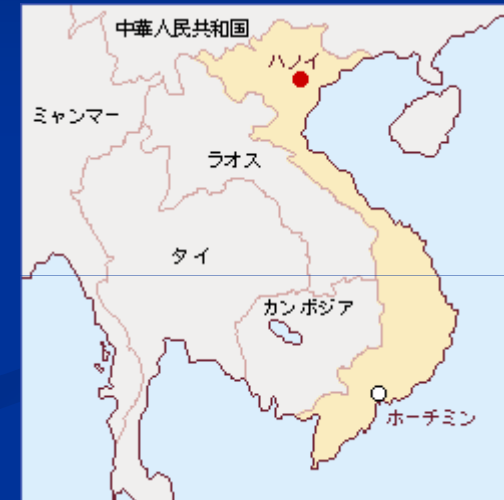 中華人民共和国
ハノイ
ミャンマー
ラオス
タイ
カンボジア
ホーチミン